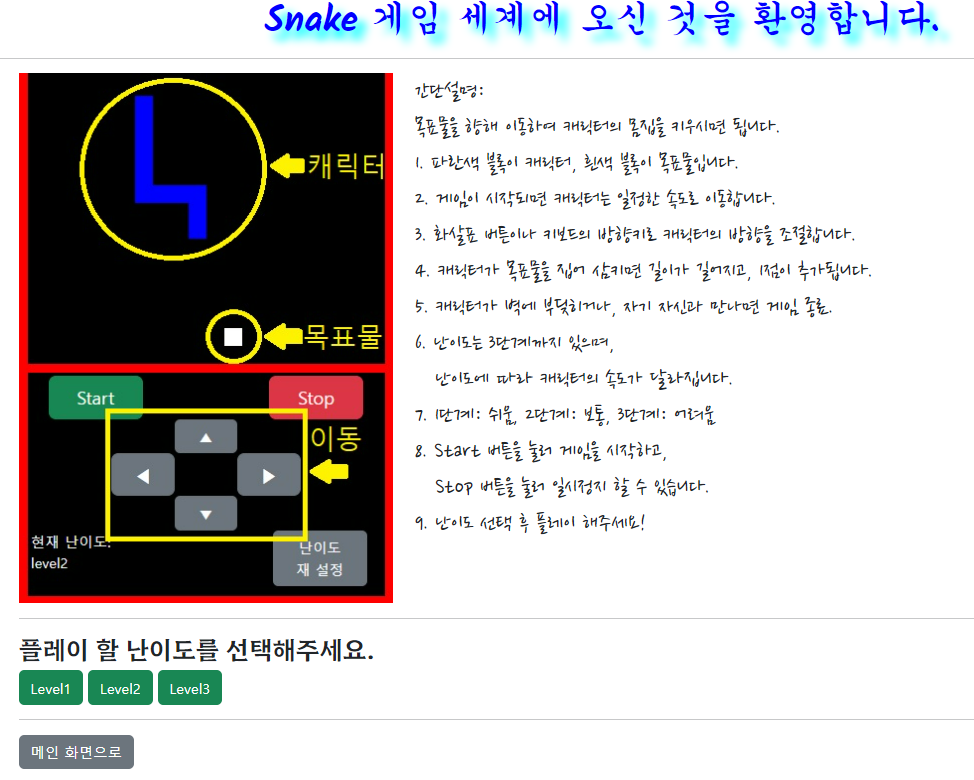 Snake 게임 세계에 오신 것을 환영합니다.
캐릭터
목표물
Start
Stop
▲
이동
◀
▶
▼
현재 난이도:
level2
난이도
재 설정
간단설명:
목표물을 향해 이동하여 캐릭터의 몸집을 키우시면 됩니다.
1. 파란색 블록이 캐릭터, 흰색 블록이 목표물입니다.
2. 게임이 시작되면 캐릭터는 일정한 속도로 이동합니다.
3. 화살표 버튼이나 키보드의 방향키로 캐릭터의 방향을 조절합니다.
4. 캐릭터가 목표물을 집어 삼키면 길이가 길어지고, 1점이 추가됩니다.
5. 캐릭터가 벽에 부딪히거나, 자기 자신과 만나면 게임 종료.
6. 난이도는 3단계까지 있으며,
난이도에 따라 캐릭터의 속도가 달라집니다.
7. 1단계: 쉬움, 2단계: 보통, 3단계: 어려움
8. Start 버튼을 눌러 게임을 시작하고,
Stop 버튼을 눌러 일시정지 할 수 있습니다.
9. 난이도 선택 후 플레이 해주세요!
플레이 할 난이도를 선택해주세요.
Level1
Level2
Level3
메인 화면으로